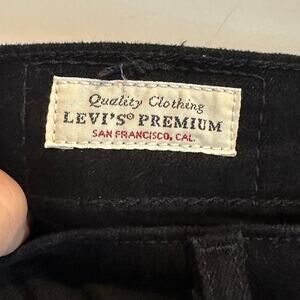 Quality Clothing
LEVI'S® PREMIUM
SAN FRANCISCO, CAL.